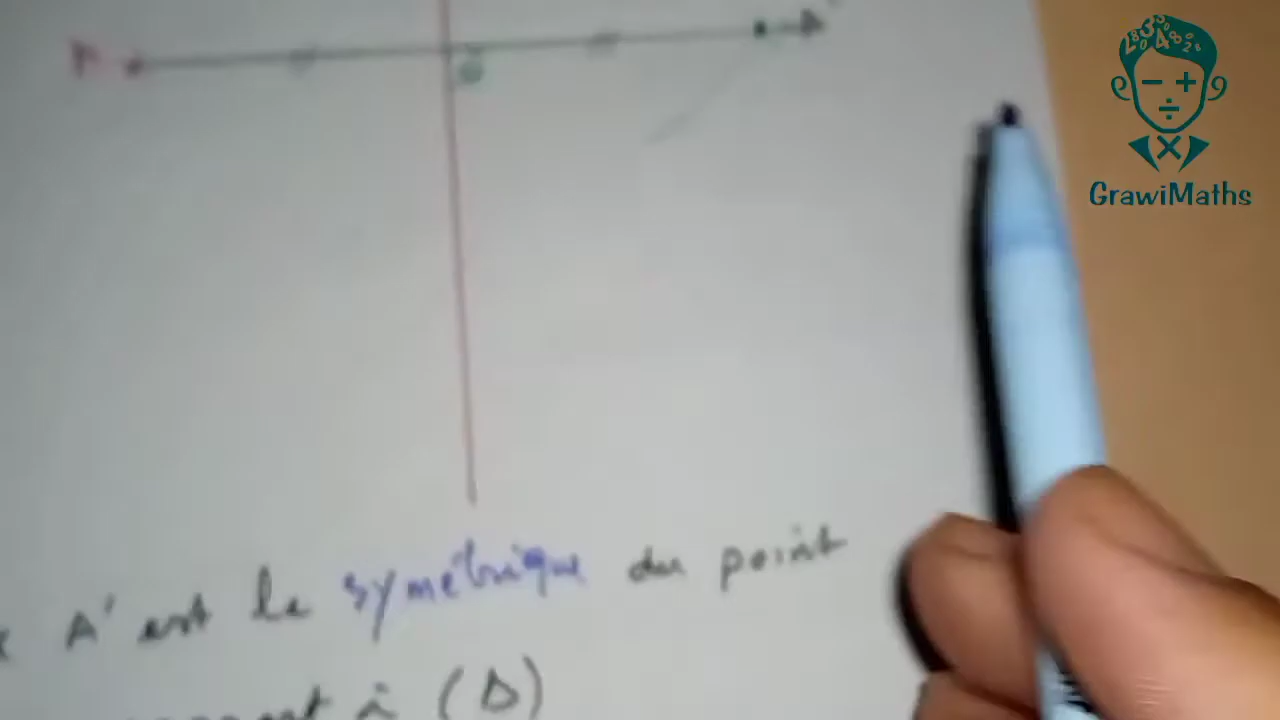 A A'
O
A' est le symétrique du point
à (Δ)
GrawiMaths